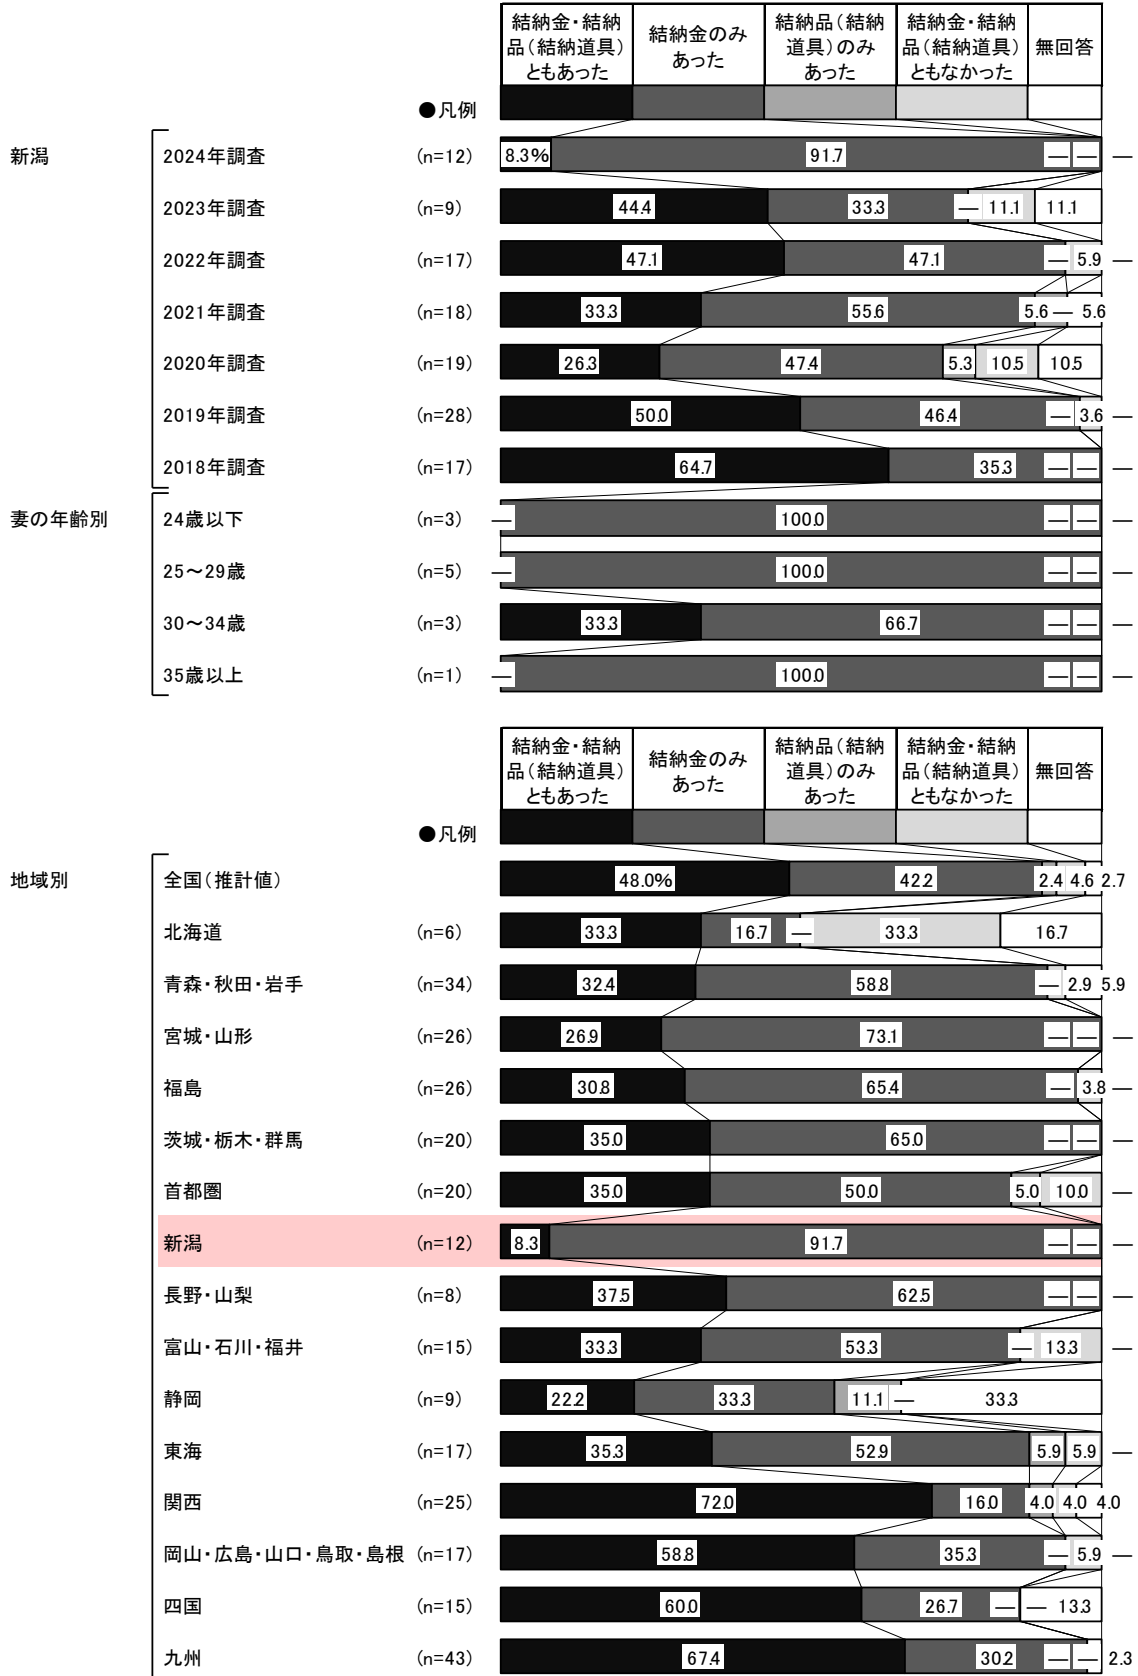 結納金・結納品（結納道具）ともあった 結納金のみあった 結納品（結納道具）のみあった 結納金・結納品（結納道具）ともなかった 無回答
●凡例
新潟 2024年調査 (n=12) 8.3% 91.7 — — —
2023年調査 (n=9) 44.4 33.3 — 11.1 11.1
2022年調査 (n=17) 47.1 47.1 — 5.9 —
2021年調査 (n=18) 33.3 55.6 5.6 — 5.6
2020年調査 (n=19) 26.3 47.4 5.3 10.5 10.5
2019年調査 (n=28) 50.0 46.4 — 3.6 —
2018年調査 (n=17) 64.7 35.3 — — —
妻の年齢別 24歳以下 (n=3) — 100.0 — — —
25～29歳 (n=5) — 100.0 — — —
30～34歳 (n=3) 33.3 66.7 — — —
35歳以上 (n=1) — 100.0 — — —
結納金・結納品（結納道具）ともあった 結納金のみあった 結納品（結納道具）のみあった 結納金・結納品（結納道具）ともなかった 無回答
●凡例
地域別 全国（推計値） 48.0% 42.2 2.4 4.6 2.7
北海道 (n=6) 33.3 16.7 — 33.3 16.7
青森・秋田・岩手 (n=34) 32.4 58.8 — 2.9 5.9
宮城・山形 (n=26) 26.9 73.1 — — —
福島 (n=26) 30.8 65.4 — 3.8 —
茨城・栃木・群馬 (n=20) 35.0 65.0 — — —
首都圏 (n=20) 35.0 50.0 5.0 10.0 —
新潟 (n=12) 8.3 91.7 — — —
長野・山梨 (n=8) 37.5 62.5 — — —
富山・石川・福井 (n=15) 33.3 53.3 — 13.3 —
静岡 (n=9) 22.2 33.3 11.1 — 33.3
東海 (n=17) 35.3 52.9 5.9 5.9 —
関西 (n=25) 72.0 16.0 4.0 4.0 4.0
岡山・広島・山口・鳥取・島根 (n=17) 58.8 35.3 — 5.9 —
四国 (n=15) 60.0 26.7 — — 13.3
九州 (n=43) 67.4 30.2 — — 2.3